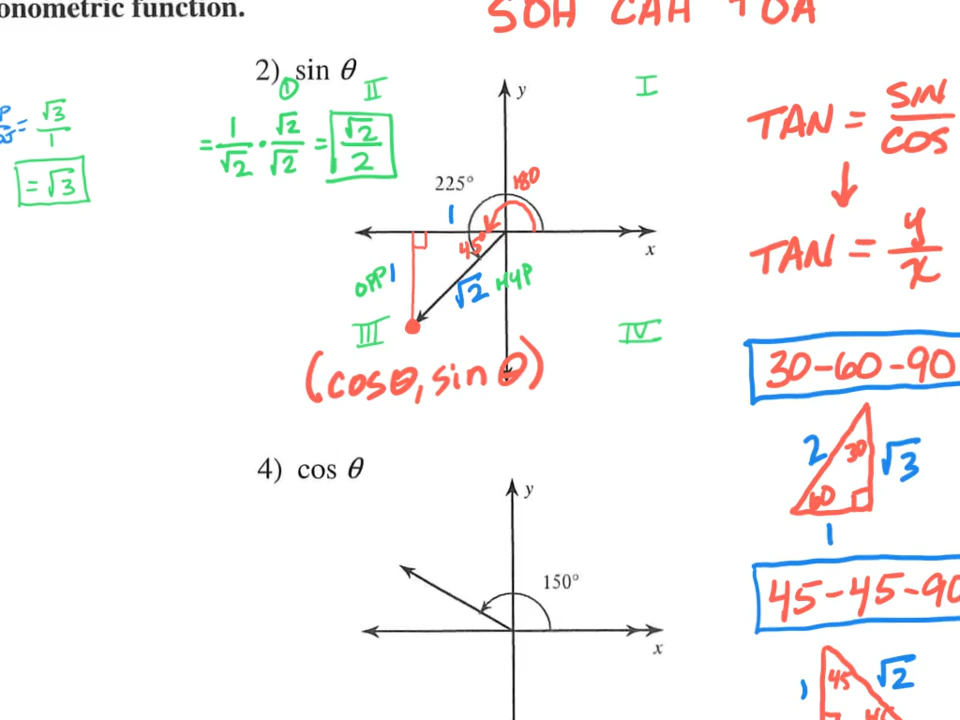 onometric function.
SOH CAH TOA
2) sin θ
① II
I
= √3/1
= √3
= 1/√2 · √2/√2 = √2/2
y
225°
180
1
45°
x
OPP 1
√2 HYP
III
IV
(cosθ, sin θ)
TAN = SIN/COS
↓
TAN = y/x
30-60-90
2
30
√3
60
1
4) cos θ
y
150°
x
45-45-90
1
45
√2